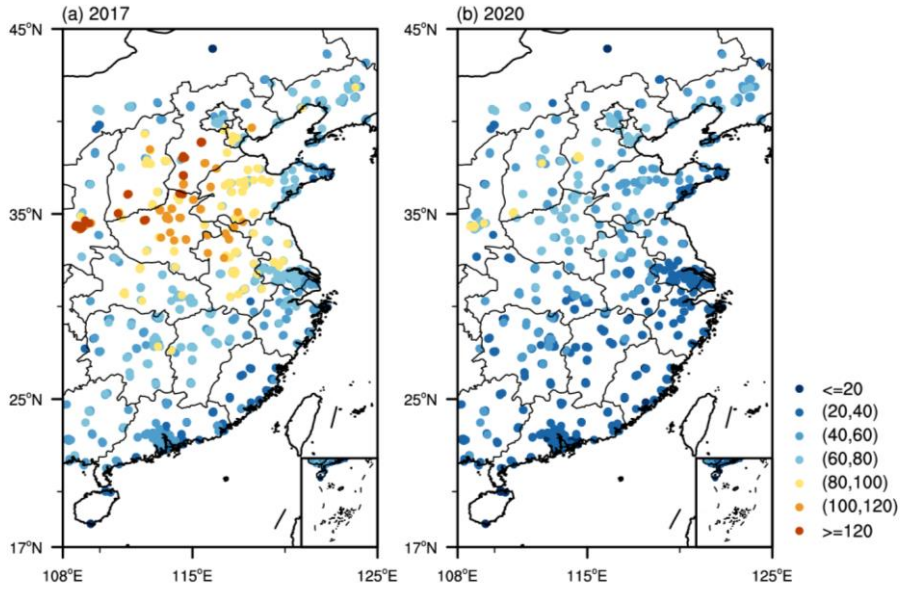 (a) 2017
(b) 2020
45°N
45°N
35°N
35°N
25°N
25°N
17°N
17°N
108°E
115°E
125°E
108°E
115°E
125°E
<=20
(20,40)
(40,60)
(60,80)
(80,100)
(100,120)
>=120